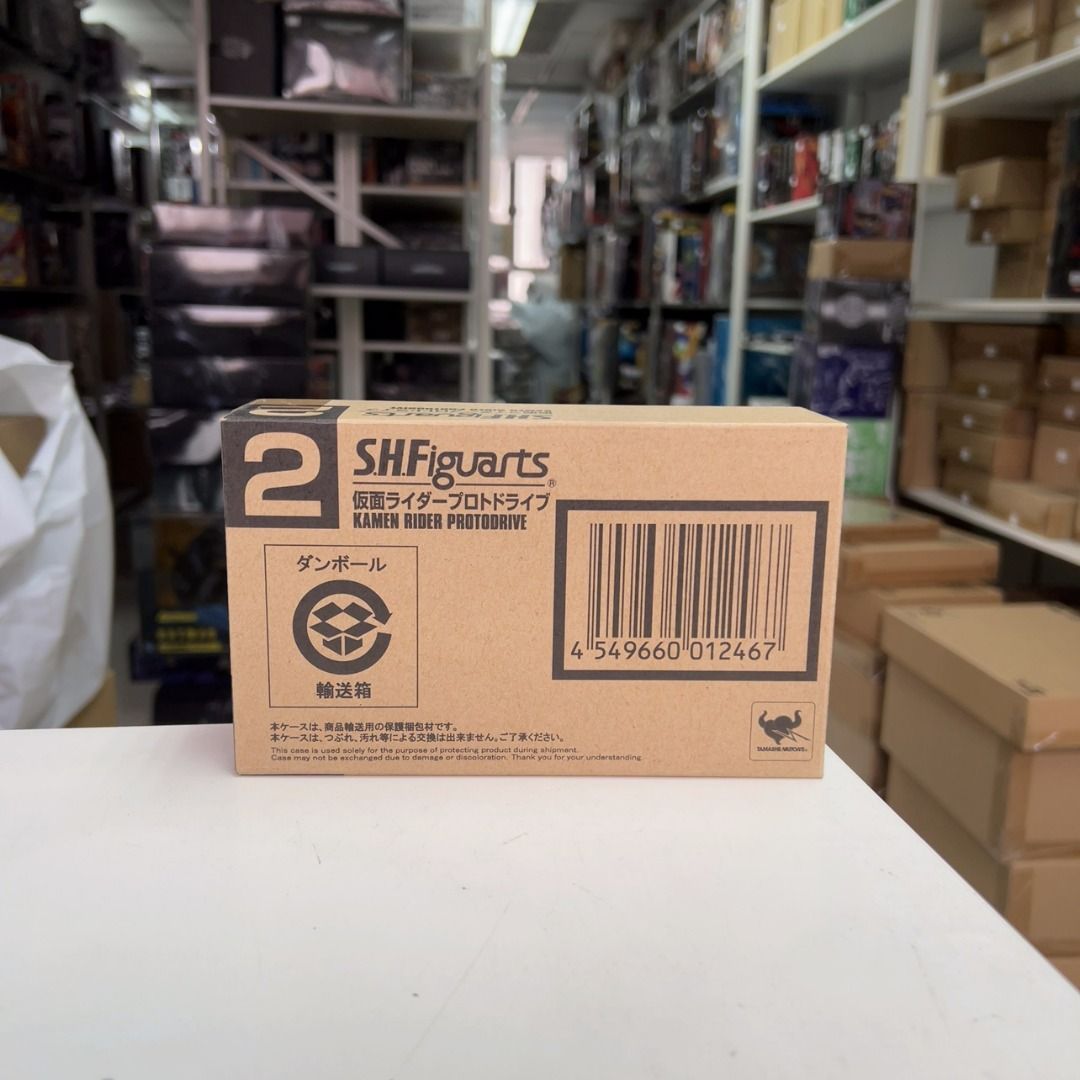 2
S.H.Figuarts®
仮面ライダープロトドライブ
KAMEN RIDER PROTODRIVE
ダンボール
輸送箱
4 549660 012467
本ケースは、商品輸送用の保護梱包材です。
本ケースは、つぶれ、汚れ等による交換は出来ません。ご了承ください。
This case is used solely for the purpose of protecting product during shipment.
Case may not be exchanged due to damage or discoloration. Thank you for your understanding
TAMASHII NATIONS®